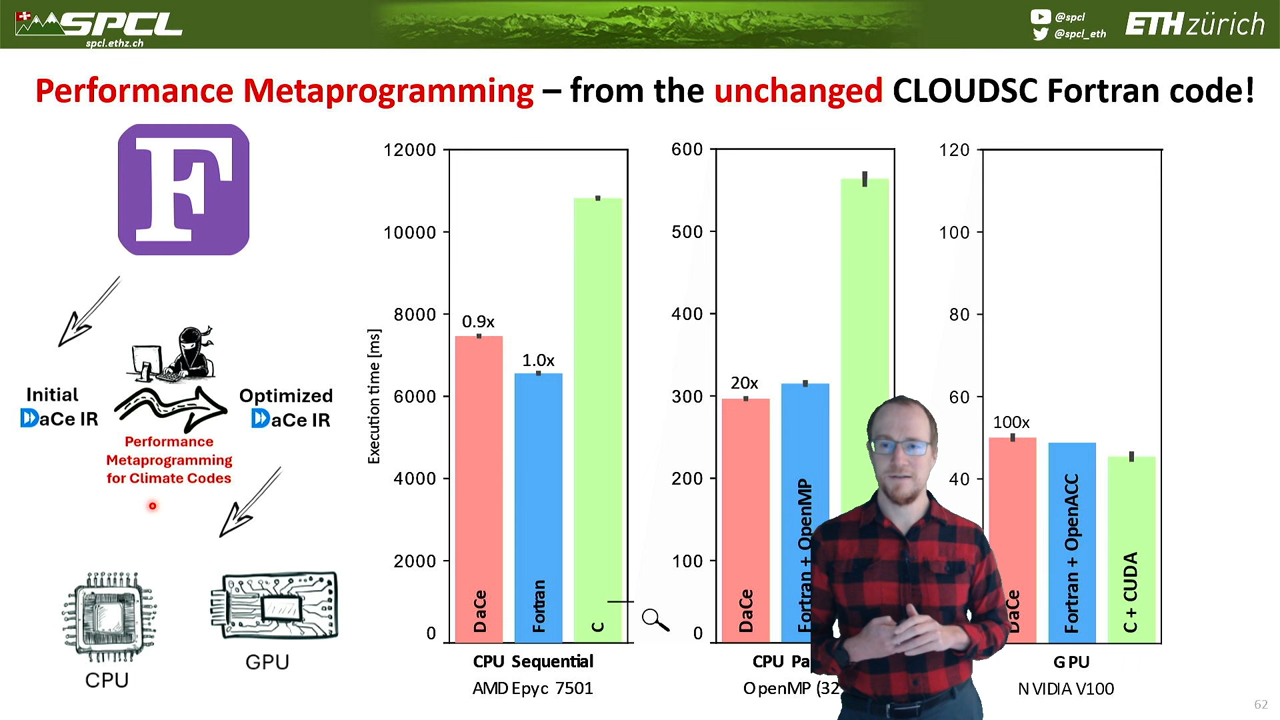 SPCL
spcl.ethz.ch
@spcl
@spcl_eth
ETH zürich
Performance Metaprogramming – from the unchanged CLOUDSC Fortran code!
F
Initial
DaCe IR
Optimized
DaCe IR
Performance
Metaprogramming
for Climate Codes
CPU
GPU
Execution time [ms]
12000
10000
8000
6000
4000
2000
0
0.9x
1.0x
DaCe
Fortran
C
CPU Sequential
AMD Epyc 7501
600
500
400
300
200
100
0
20x
DaCe
Fortran + OpenMP
CPU
OpenMP (32
120
100
80
60
40
100x
DaCe
Fortran + OpenACC
C + CUDA
GPU
NVIDIA V100
62